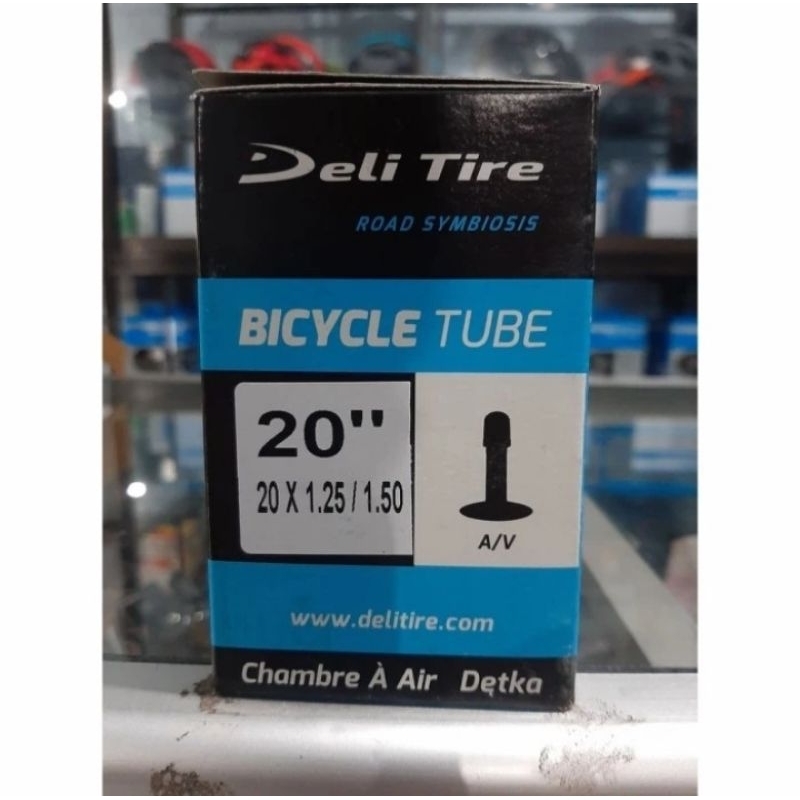 Deli Tire
ROAD SYMBIOSIS
BICYCLE TUBE
20''
20 X 1.25 / 1.50
A/V
www.delitire.com
Chambre À Air Dętka